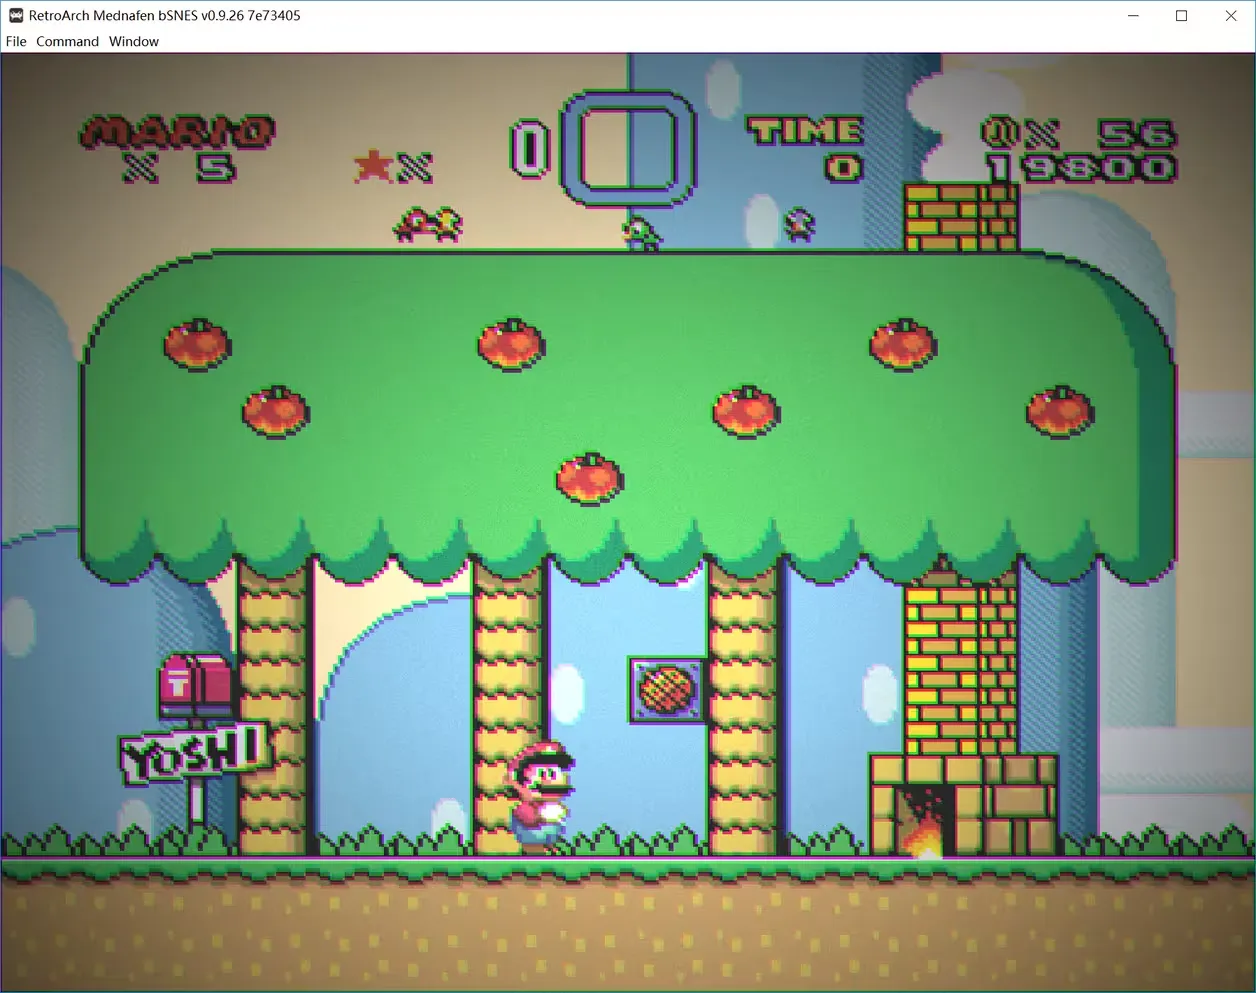 RetroArch Mednafen bSNES v0.9.26 7e73405
File Command Window
MARIO
X 5
X
0
TIME
0
X 56
19800
T
YOSHI